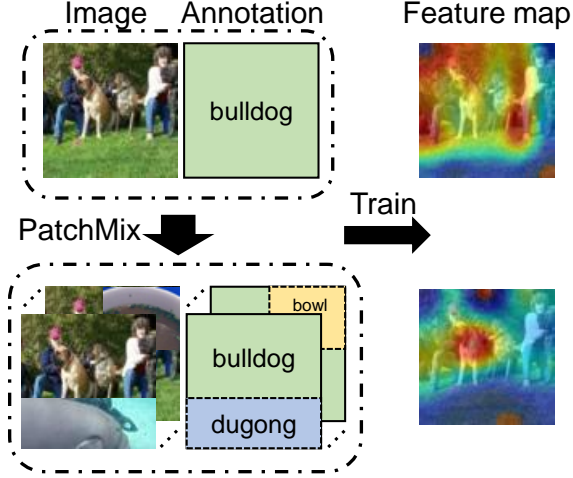 Image
Annotation
Feature map
bulldog
PatchMix
Train
bowl
bulldog
dugong